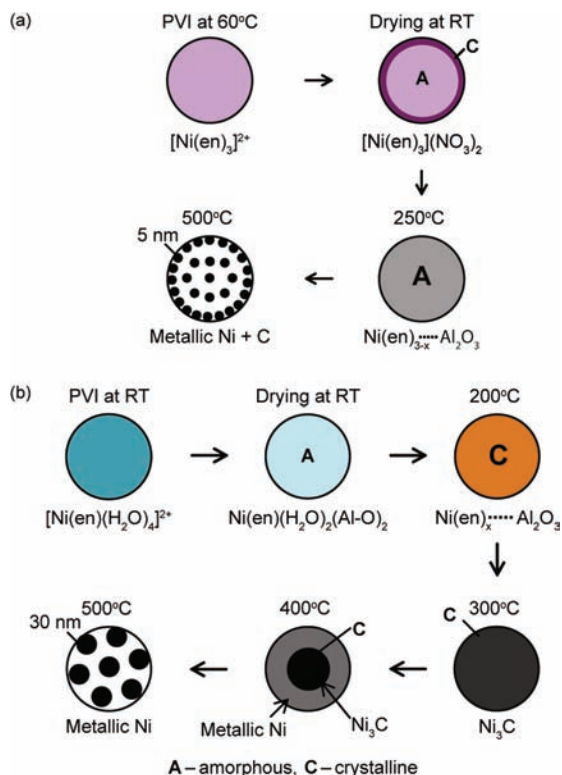 (a)
PVI at 60°C
Drying at RT
C
A
[Ni(en)₃]²⁺
[Ni(en)₃](NO₃)₂
500°C
250°C
5 nm
A
Metallic Ni + C
Ni(en)₃₋ₓ·····Al₂O₃
(b)
PVI at RT
Drying at RT
200°C
A
C
[Ni(en)(H₂O)₄]²⁺
Ni(en)(H₂O)₂(Al-O)₂
Ni(en)ₓ·····Al₂O₃
500°C
400°C
300°C
30 nm
C
C
Metallic Ni
Metallic Ni
Ni₃C
Ni₃C
A – amorphous, C – crystalline